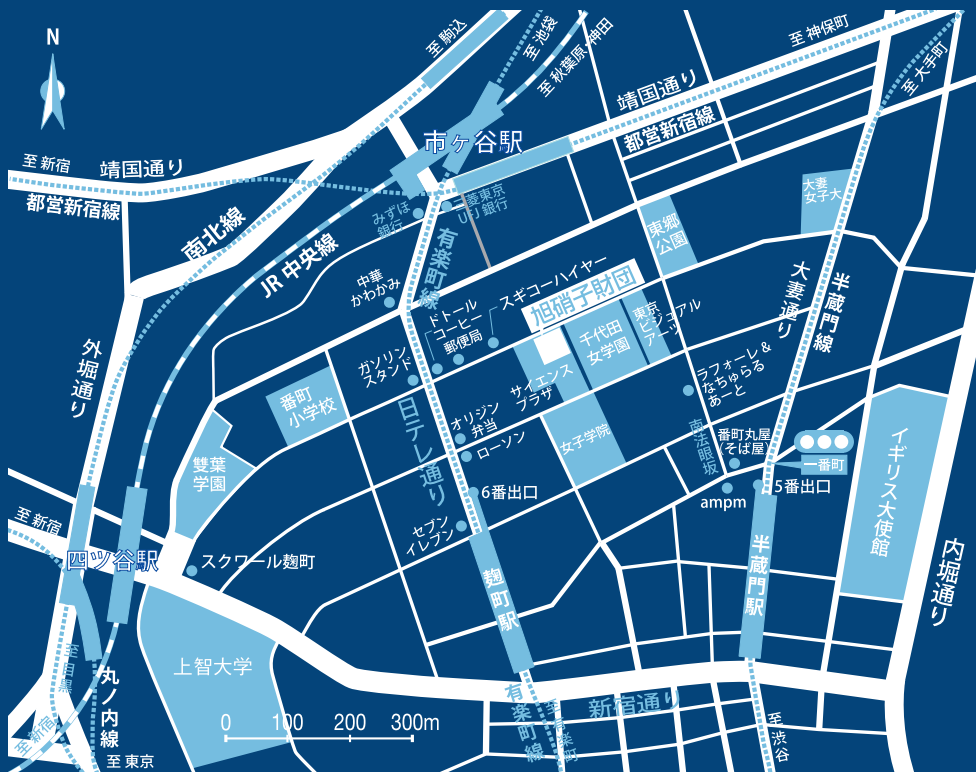 N
至 駒込
至 池袋
至 秋葉原・神田
至 神保町
至 大手町
靖国通り
都営新宿線
市ヶ谷駅
至 新宿
靖国通り
都営新宿線
南北線
JR 中央線
みずほ
銀行
三菱東京
UFJ 銀行
有楽町線
東郷
公園
大妻
女子大
中華
かわかみ
ドトール
コーヒー
郵便局
スギコーハイヤー
旭硝子財団
千代田
女学園
東京
ビジュアル
アーツ
大妻通り
半蔵門線
外堀通り
ガソリン
スタンド
サイエンス
プラザ
ラフォーレ &
なちゅらる
あーと
番町
小学校
日テレ通り
オリジン
弁当
ローソン
女子学院
南法眼坂
番町丸屋
(そば屋)
一番町
イギリス大使館
雙葉
学園
6番出口
ampm
5番出口
セブン
イレブン
至 新宿
四ツ谷駅
スクワール麹町
麹町駅
半蔵門駅
内堀通り
上智大学
至 目黒
丸ノ内線
至 新宿
至 東京
0 100 200 300m
有楽町線
至 有楽町
新宿通り
至 渋谷